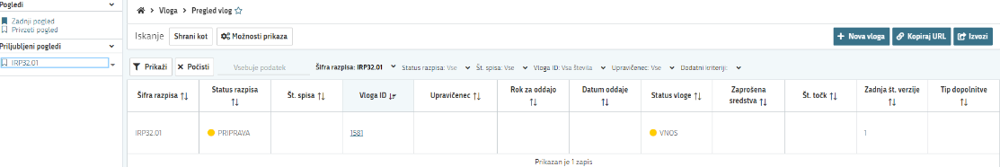 Pogledi
Zadnji pogled
Privzeti pogled
Priljubljeni pogledi
IRP32.01
> Vloga > Pregled vlog
Iskanje Shrani kot Možnosti prikaza + Nova vloga Kopiraj URL Izvozi
Prikaži × Počisti Vsebuje podatek Šifra razpisa: IRP32.01 Status razpisa: Vse Št. spisa: Vse Vloga ID: Vsa števila Upravičenec: Vse Dodatni kriteriji:
Šifra razpisa Status razpisa Št. spisa Vloga ID Upravičenec Rok za oddajo Datum oddaje Status vloge Zaprošena sredstva Št. točk Zadnja št. verzije Tip dopolnitve
IRP32.01 PRIPRAVA 1581 VNOS 1
Prikazan je 1 zapis